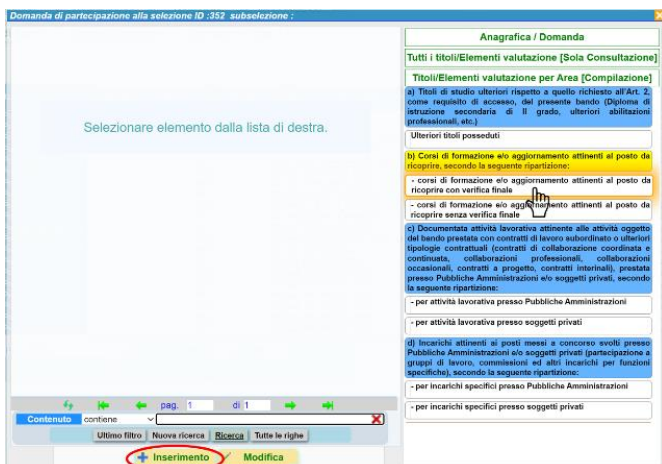 Domanda di partecipazione alla selezione ID :352 subselezione :
Selezionare elemento dalla lista di destra.
pag. 1 di 1
Contenuto contiene
Ultimo filtro Nuova ricerca Ricerca Tutte le righe
Inserimento Modifica
Anagrafica / Domanda
Tutti i titoli/Elementi valutazione [Sola Consultazione]
Titoli/Elementi valutazione per Area [Compilazione]
a) Titoli di studio ulteriori rispetto a quello richiesto all'Art. 2,
come requisito di accesso, del presente bando (Diploma di
istruzione secondaria di II grado, ulteriori abilitazioni
professionali, etc.)
Ulteriori titoli posseduti
b) Corsi di formazione e/o aggiornamento attinenti al posto da
ricoprire, secondo la seguente ripartizione:
- corsi di formazione e/o aggiornamento attinenti al posto da
ricoprire con verifica finale
- corsi di formazione e/o aggiornamento attinenti al posto da
ricoprire senza verifica finale
c) Documentata attività lavorativa attinente alle attività oggetto
del bando prestata con contratti di lavoro subordinato o ulteriori
tipologie contrattuali (contratti di collaborazione coordinata e
continuata, collaborazioni professionali, collaborazioni
occasionali, contratti a progetto, contratti interinali), prestata
presso Pubbliche Amministrazioni e/o soggetti privati, secondo
la seguente ripartizione:
- per attività lavorativa presso Pubbliche Amministrazioni
- per attività lavorativa presso soggetti privati
d) Incarichi attinenti ai posti messi a concorso svolti presso
Pubbliche Amministrazioni e/o soggetti privati (partecipazione a
gruppi di lavoro, commissioni ed altri incarichi per funzioni
specifiche), secondo la seguente ripartizione:
- per incarichi specifici presso Pubbliche Amministrazioni
- per incarichi specifici presso soggetti privati